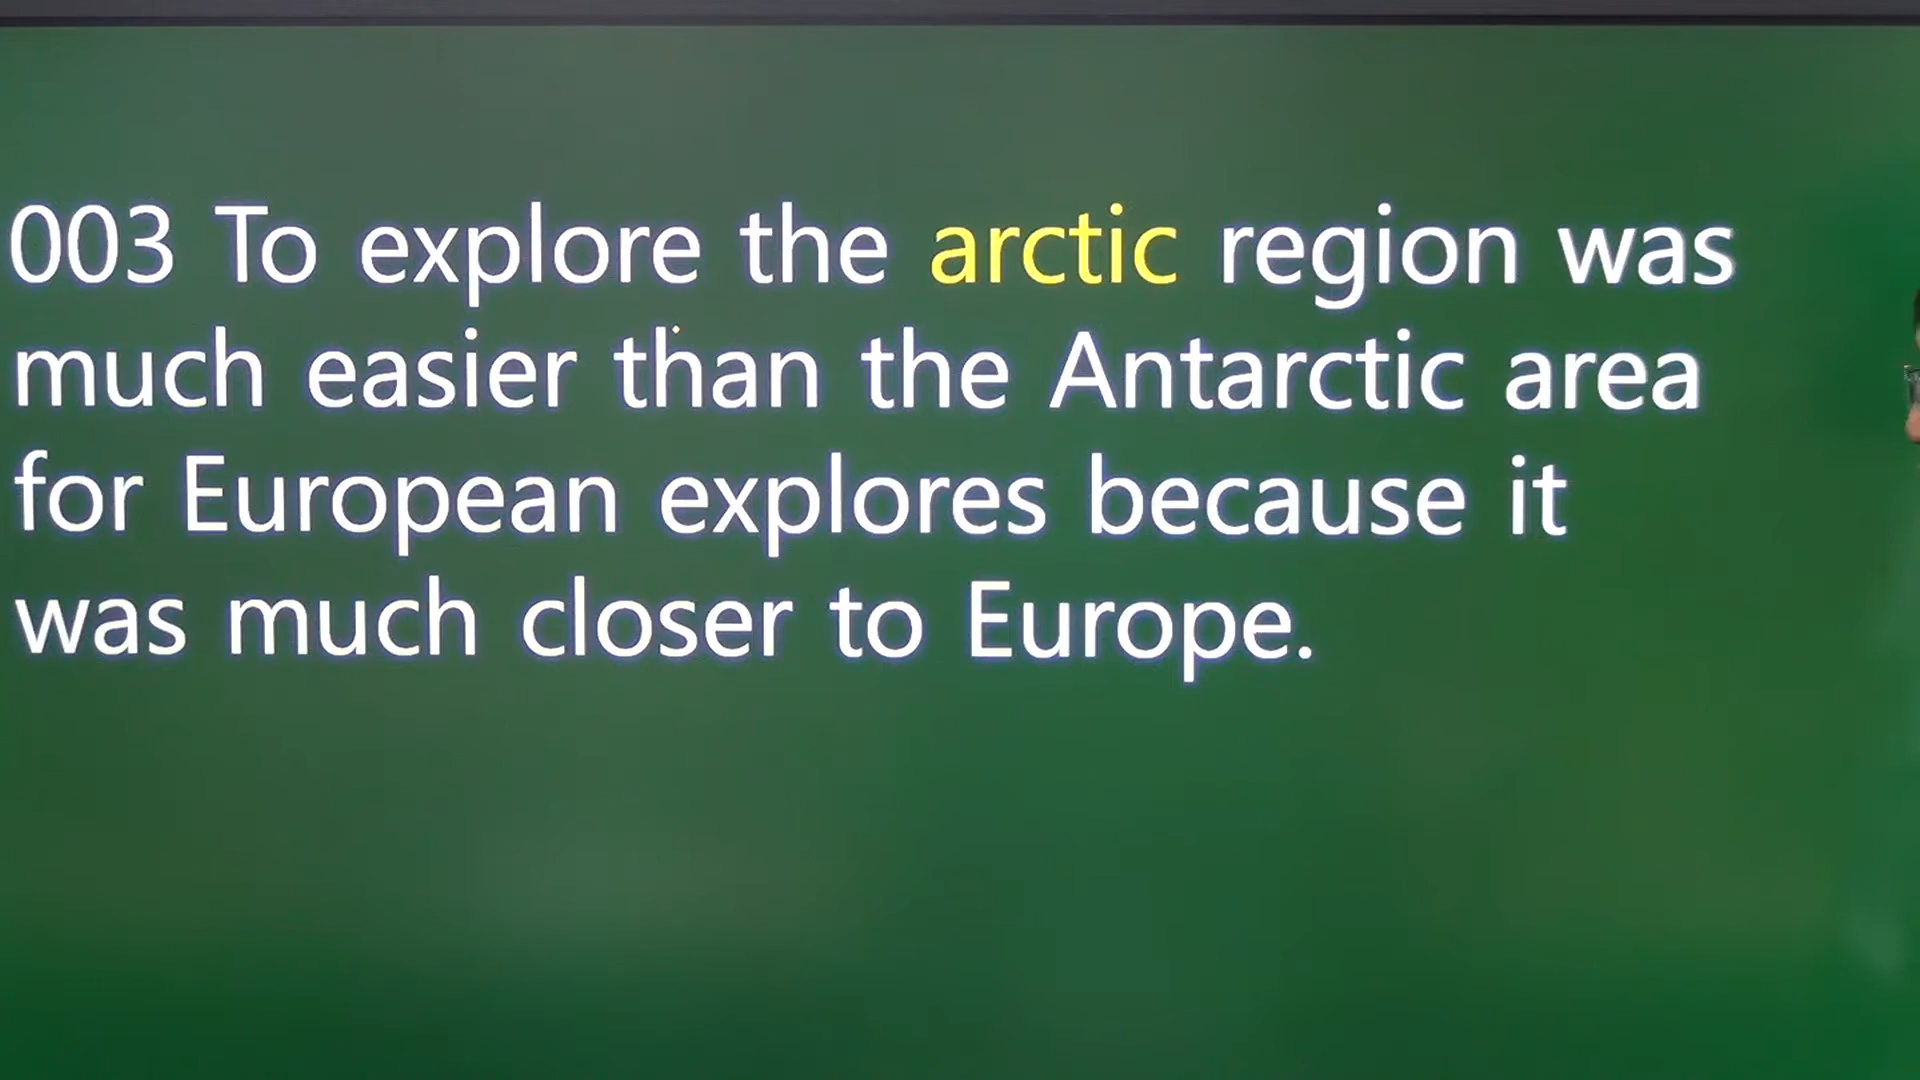 003 To explore the arctic region was
much easier than the Antarctic area
for European explores because it
was much closer to Europe.